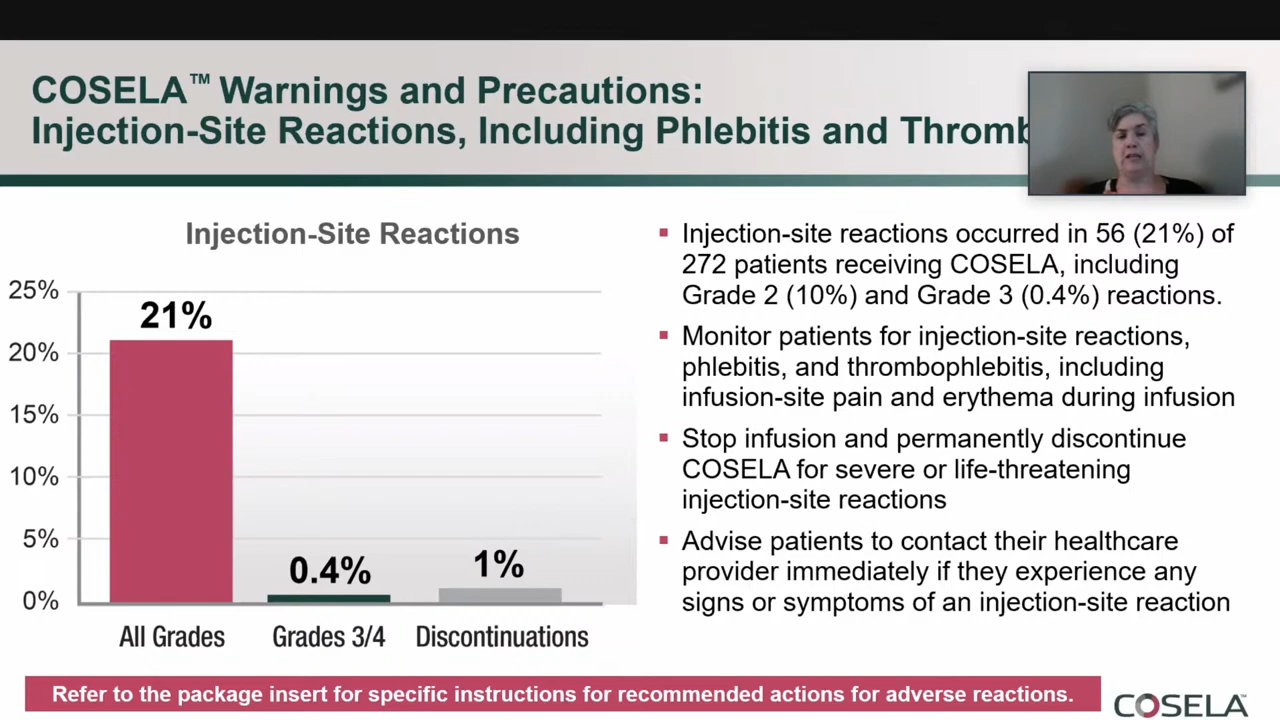 COSELA™ Warnings and Precautions:
Injection-Site Reactions, Including Phlebitis and
Injection-Site Reactions
25%
20%
15%
10%
5%
0%
21%
0.4%
1%
All Grades
Grades 3/4
Discontinuations
Injection-site reactions occurred in 56 (21%) of
272 patients receiving COSELA, including
Grade 2 (10%) and Grade 3 (0.4%) reactions.
Monitor patients for injection-site reactions,
phlebitis, and thrombophlebitis, including
infusion-site pain and erythema during infusion
Stop infusion and permanently discontinue
COSELA for severe or life-threatening
injection-site reactions
Advise patients to contact their healthcare
provider immediately if they experience any
signs or symptoms of an injection-site reaction
Refer to the package insert for specific instructions for recommended actions for adverse reactions.
COSELA™